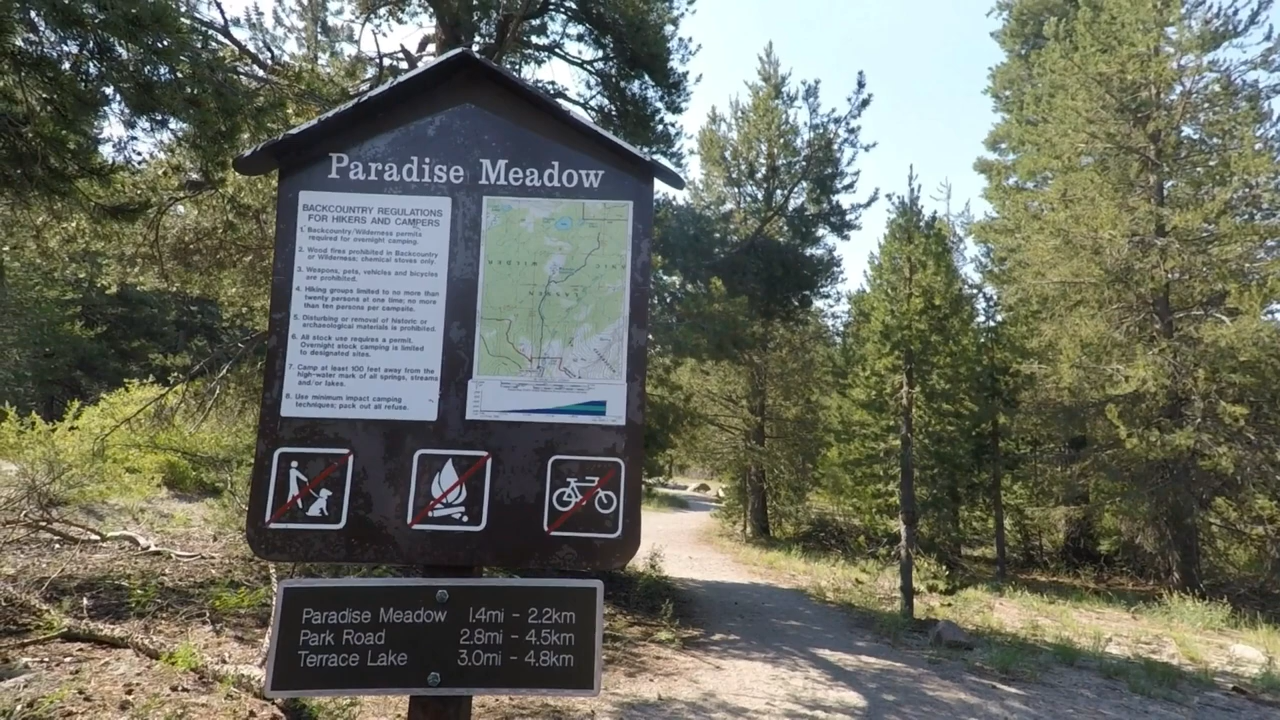 Paradise Meadow
BACKCOUNTRY REGULATIONS
FOR HIKERS AND CAMPERS
1. Backcountry/Wilderness permits
required for overnight camping.
2. Wood fires prohibited in Backcountry
or Wilderness; chemical stoves only.
3. Weapons, pets, vehicles and bicycles
are prohibited.
4. Hiking groups limited to no more than
twenty persons at one time; no more
than ten persons per campsite.
5. Disturbing or removal of historic or
archaeological materials is prohibited.
6. All stock use requires a permit.
Overnight stock camping is limited
to designated sites.
7. Camp at least 100 feet away from the
high-water mark of all springs, streams
and/or lakes.
8. Use minimum impact camping
techniques; pack out all refuse.
Paradise Meadow 1.4mi - 2.2km
Park Road 2.8mi - 4.5km
Terrace Lake 3.0mi - 4.8km